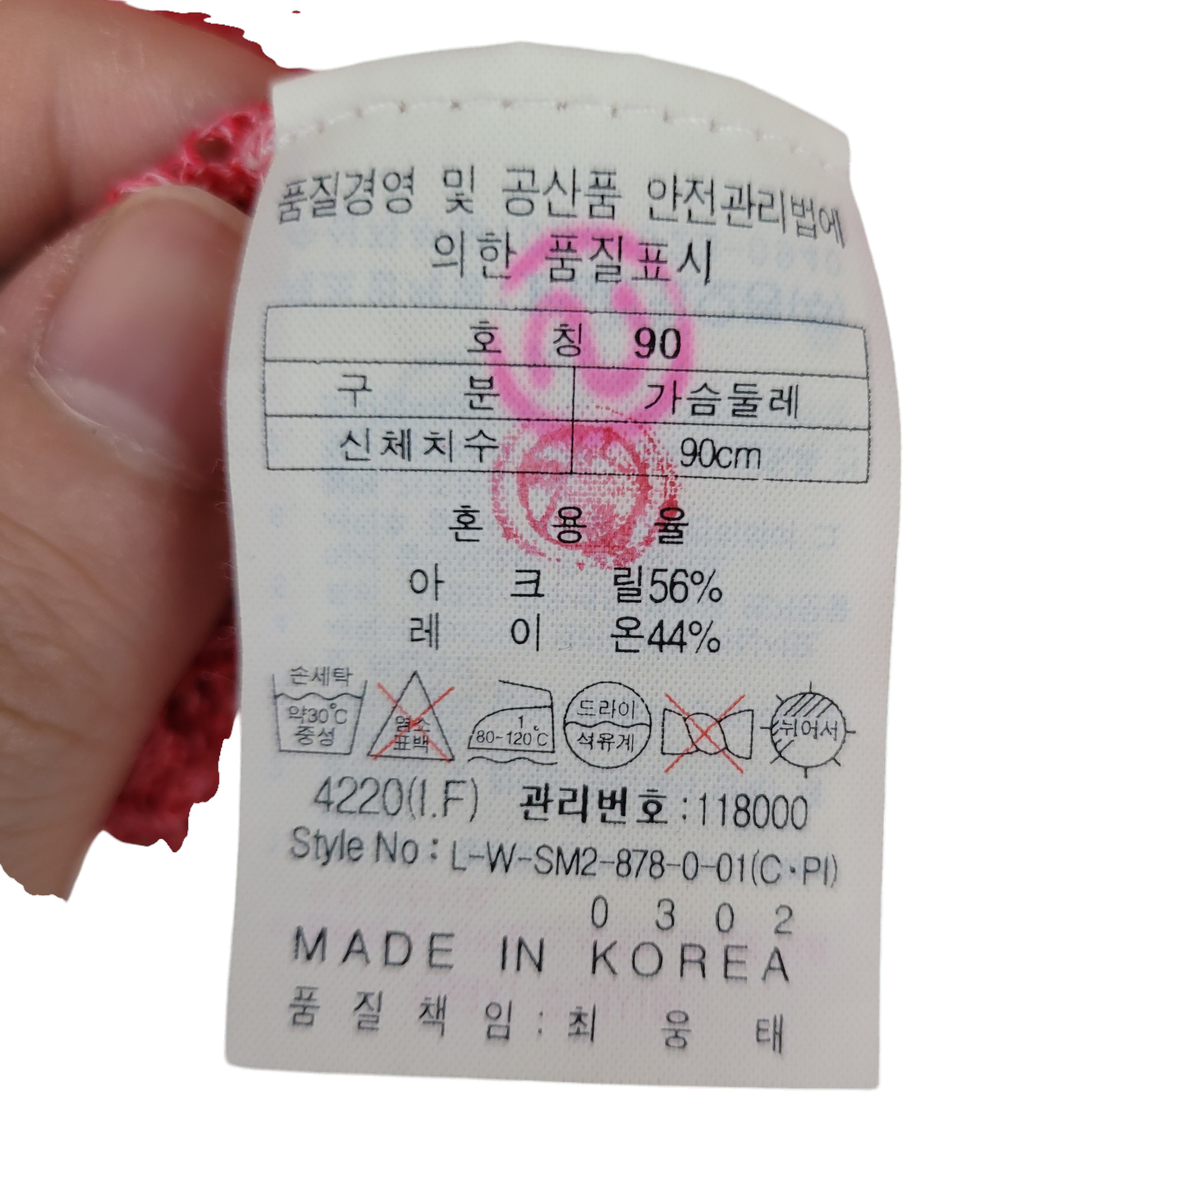 품질경영 및 공산품 안전관리법에
의한 품질표시
호 칭 90
구 분 가슴둘레
신체치수 90cm
혼 용 율
아 크 릴56%
레 이 온44%
손세탁 약30℃ 중성
염소 표백
1 80~120℃
드라이 석유계
뉘어서
4220(I.F) 관리번호:118000
Style No : L-W-SM2-878-0-01(C·PI)
0 3 0 2
MADE IN KOREA
품 질 책 임 : 최 웅 태